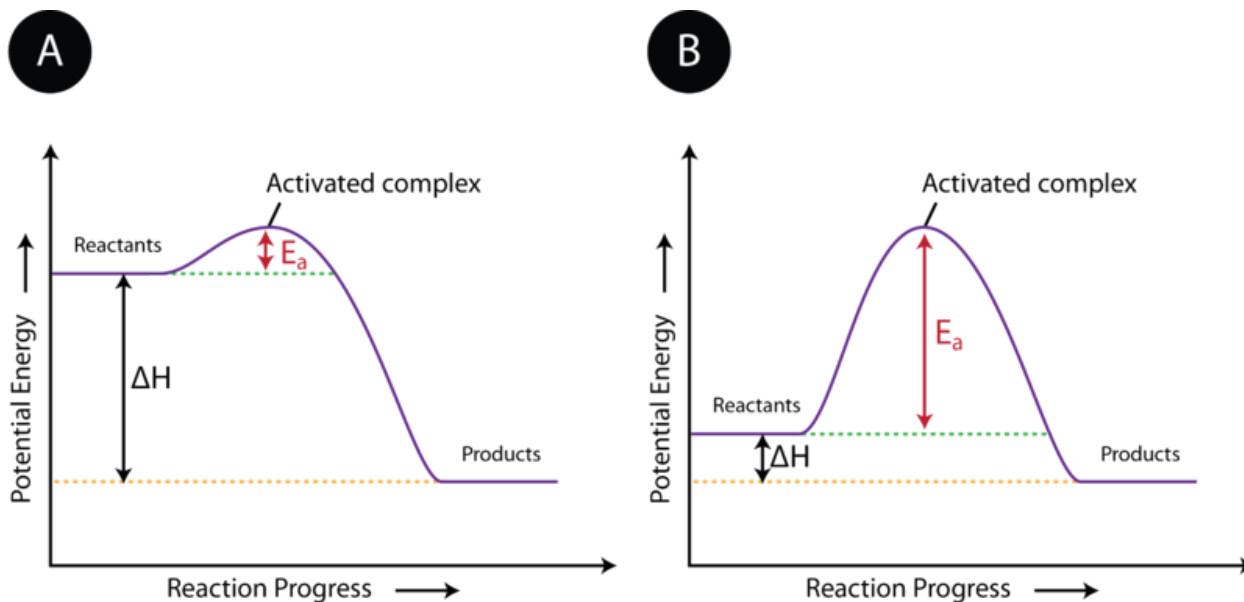 A
Activated complex
Reactants
Eₐ
ΔH
Products
Potential Energy
Reaction Progress
B
Activated complex
Eₐ
Reactants
ΔH
Products
Potential Energy
Reaction Progress